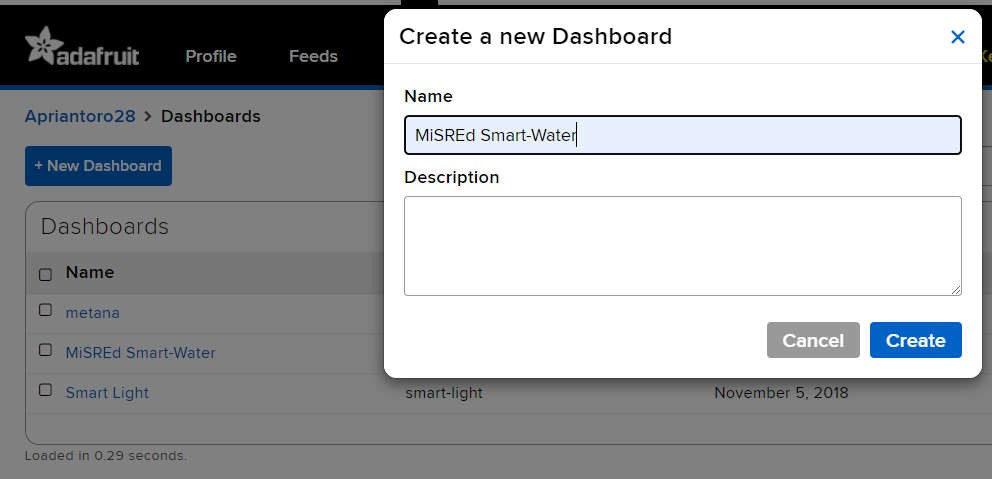 adafruit
Profile
Feeds
Apriantoro28 > Dashboards
+ New Dashboard
Dashboards
Name
metana
MiSREd Smart-Water
Smart Light
smart-light
November 5, 2018
Loaded in 0.29 seconds.
Create a new Dashboard
Name
MiSREd Smart-Water
Description
Cancel
Create